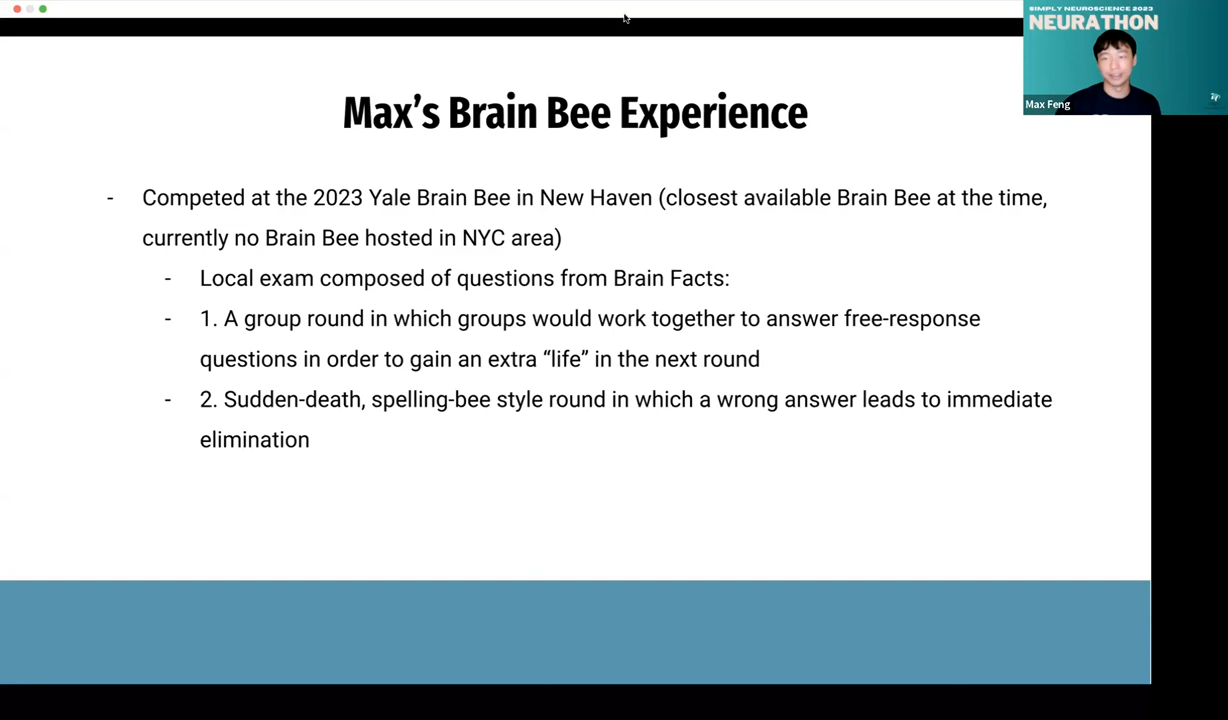 SIMPLY NEUROSCIENCE 2023
NEURATHON
Max Feng
Max’s Brain Bee Experience
- Competed at the 2023 Yale Brain Bee in New Haven (closest available Brain Bee at the time,
currently no Brain Bee hosted in NYC area)
- Local exam composed of questions from Brain Facts:
- 1. A group round in which groups would work together to answer free-response
questions in order to gain an extra “life” in the next round
- 2. Sudden-death, spelling-bee style round in which a wrong answer leads to immediate
elimination